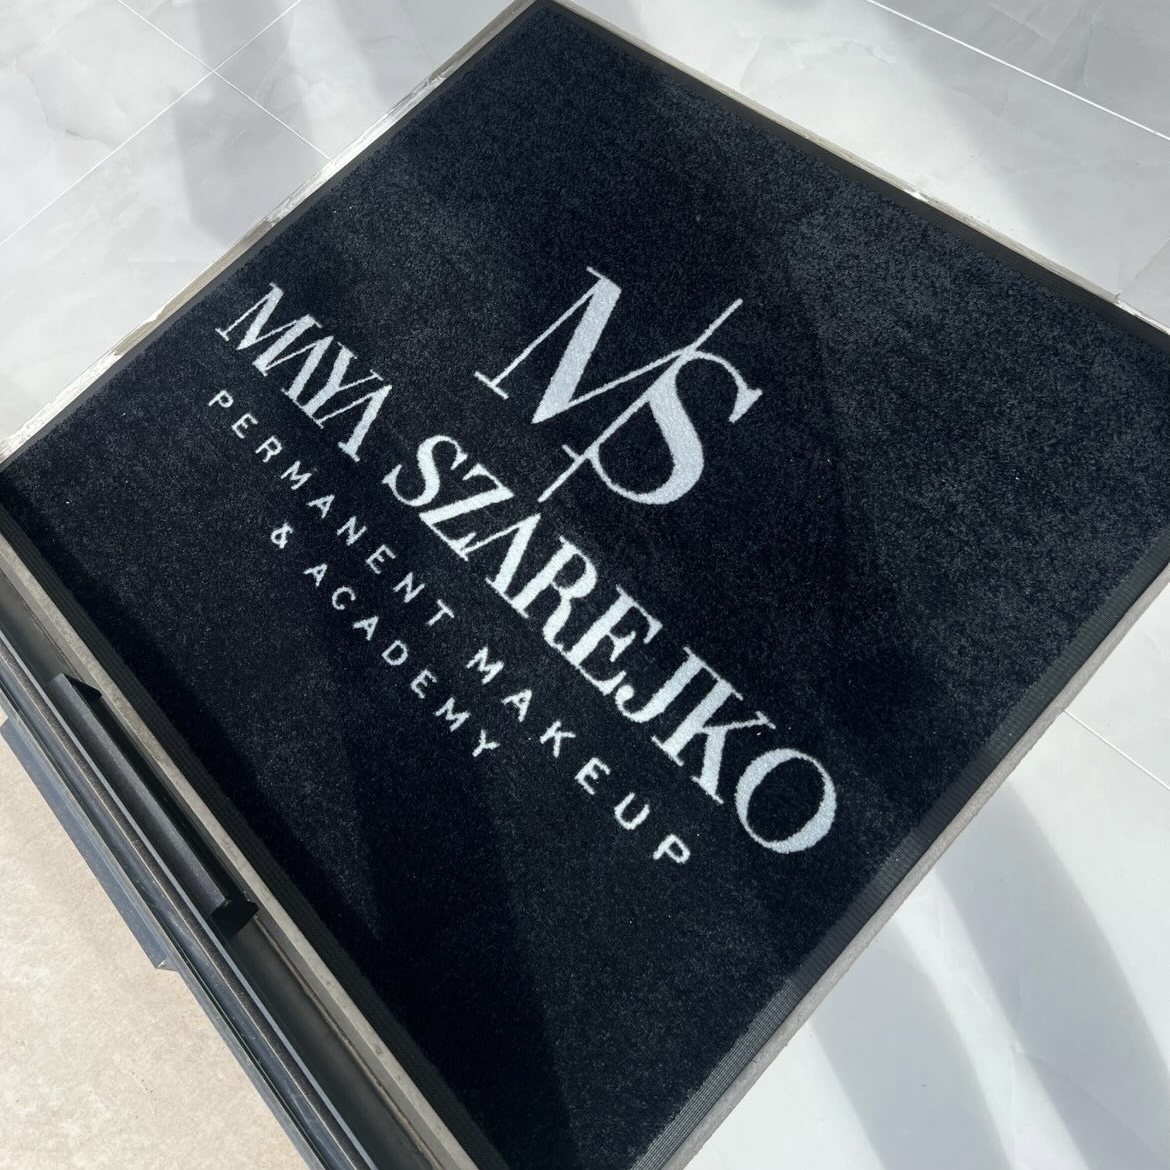 MS
MAYA SZAREJKO
PERMANENT MAKEUP
& ACADEMY